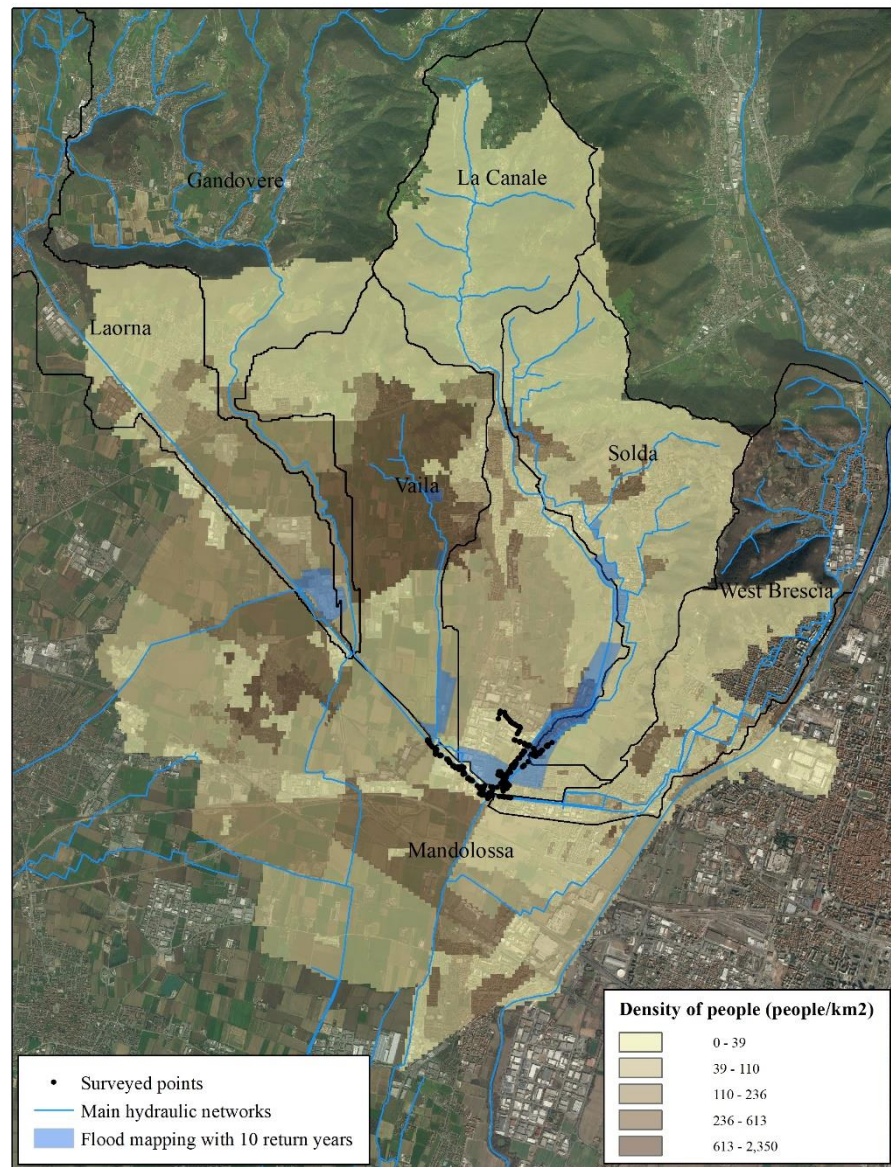 Gandovere
La Canale
Laorna
Solda
Vaila
West Brescia
Mandolossa
Surveyed points
Main hydraulic networks
Flood mapping with 10 return years
Density of people (people/km2)
0 - 39
39 - 110
110 - 236
236 - 613
613 - 2,350